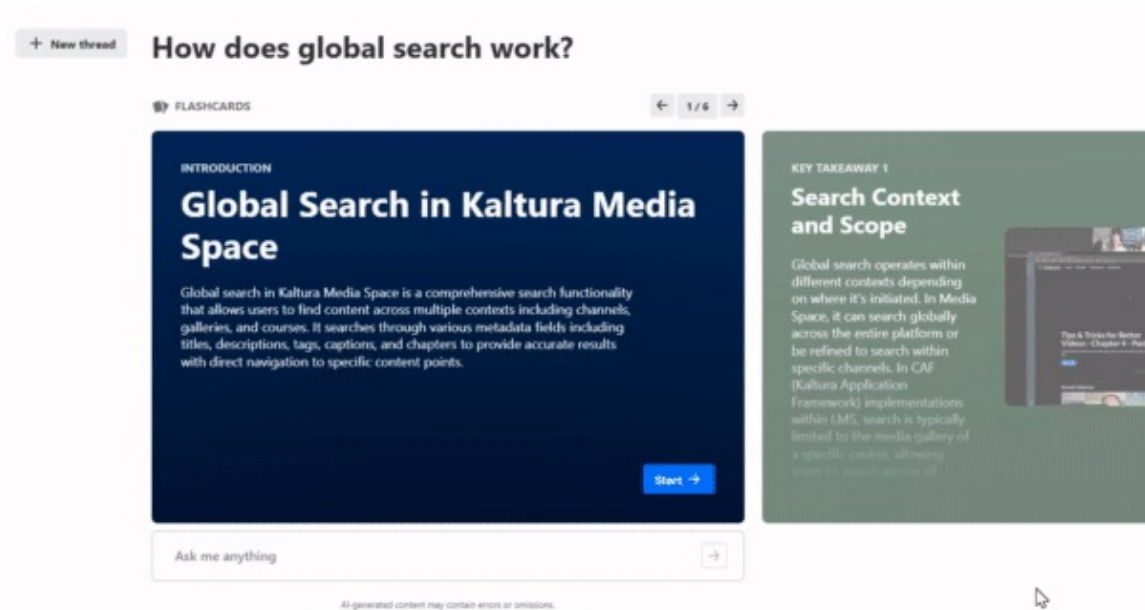 + New thread
How does global search work?
FLASHCARDS
← 1 / 6 →
INTRODUCTION
Global Search in Kaltura Media
Space
Global search in Kaltura Media Space is a comprehensive search functionality
that allows users to find content across multiple contexts including channels,
galleries, and courses. It searches through various metadata fields including
titles, descriptions, tags, captions, and chapters to provide accurate results
with direct navigation to specific content points.
Start →
KEY TAKEAWAY 1
Search Context
and Scope
Global search operates within
different contexts depending
on where it's initiated. In Media
Space, it can search globally
across the entire platform or
be refined to search within
specific channels. In CAF
(Kaltura Application
Framework) implementations
within LMS, search is typically
limited to the media gallery of
a specific course, allowing
Tips & Tricks for Better
Videos - Chapter 4 -
Ask me anything
AI-generated content may contain errors or omissions.